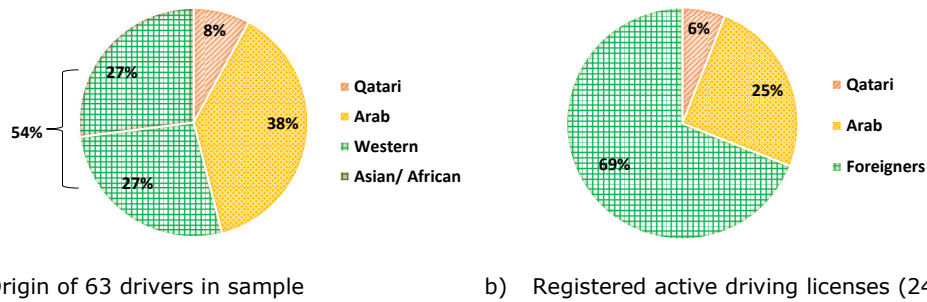 8%
38%
27%
27%
54%
Qatari
Arab
Western
Asian/ African
6%
25%
69%
Qatari
Arab
Foreigners
Origin of 63 drivers in sample
b) Registered active driving licenses (24